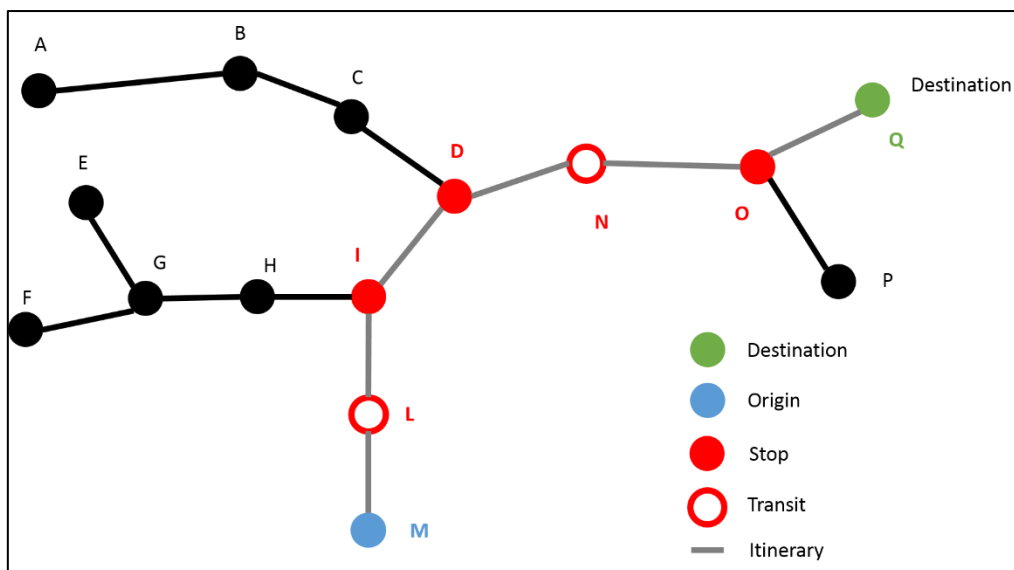 A
B
C
Destination
E
D
Q
N
O
G
H
I
F
P
L
M
Destination
Origin
Stop
Transit
Itinerary